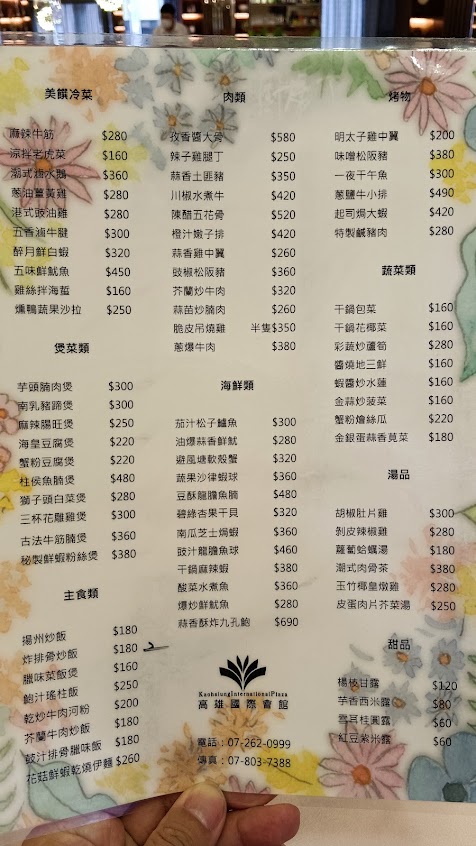 美饌冷菜
麻辣牛筋 $280
涼拌老虎菜 $160
潮式滷水鵝 $360
蔥油薑黃雞 $280
港式豉油雞 $280
五香滷牛腱 $300
醉月鮮白蝦 $320
五味鮮魷魚 $450
雞絲拌海蜇 $160
燻鴨蔬果沙拉 $250
煲菜類
芋頭腩肉煲 $300
南乳豬蹄煲 $300
麻辣腸旺煲 $250
海皇豆腐煲 $220
蟹粉豆腐煲 $220
柱侯魚腩煲 $480
獅子頭白菜煲 $280
三杯花雕雞煲 $300
古法牛筋腩煲 $360
秘製鮮蝦粉絲煲 $380
主食類
揚州炒飯 $180
炸排骨炒飯 $180
臘味菜飯煲 $160
鮑汁瑤柱飯 $250
乾炒牛肉河粉 $200
芥蘭牛肉炒飯 $180
豉汁排骨臘味飯 $180
花菇鮮蝦乾燒伊麵 $260
肉類
孜香醬大骨 $580
辣子雞腿丁 $250
蒜香土匪豬 $350
川椒水煮牛 $420
陳醋五花骨 $520
橙汁嫩子排 $420
蒜香雞中翼 $260
豉椒松阪豬 $360
芥蘭炒牛肉 $320
蒜苗炒腩肉 $260
脆皮吊燒雞 半隻$350
蔥爆牛肉 $380
海鮮類
茄汁松子鱸魚 $300
油爆蒜香鮮魷 $280
避風塘軟殼蟹 $320
蔬果沙律蝦球 $360
豆酥龍膽魚腩 $480
碧綠杏果干貝 $320
南瓜芝士焗蝦 $360
豉汁龍膽魚球 $460
干鍋麻辣蝦 $380
酸菜水煮魚 $360
爆炒鮮魷魚 $280
蒜香酥炸九孔鮑 $690
Kaohsiung International Plaza
高雄國際會館
電話：07-262-0999
傳真：07-803-7388
烤物
明太子雞中翼 $200
味噌松阪豬 $380
一夜干午魚 $300
蔥鹽牛小排 $490
起司焗大蝦 $420
特製鹹豬肉 $280
蔬菜類
干鍋包菜 $160
干鍋花椰菜 $160
彩蔬炒蘆筍 $280
醬燒地三鮮 $160
蝦醬炒水蓮 $160
金蒜炒菠菜 $160
蟹粉燴絲瓜 $220
金銀蛋蒜香莧菜 $180
湯品
胡椒肚片雞 $300
剝皮辣椒雞 $280
蘿蔔蛤蠣湯 $180
潮式肉骨茶 $380
玉竹椰皇燉雞 $280
皮蛋肉片芥菜湯 $250
甜品
楊枝甘露 $120
芋香西米露 $60
雪耳桂圓露 $60
紅豆紫米露 $60